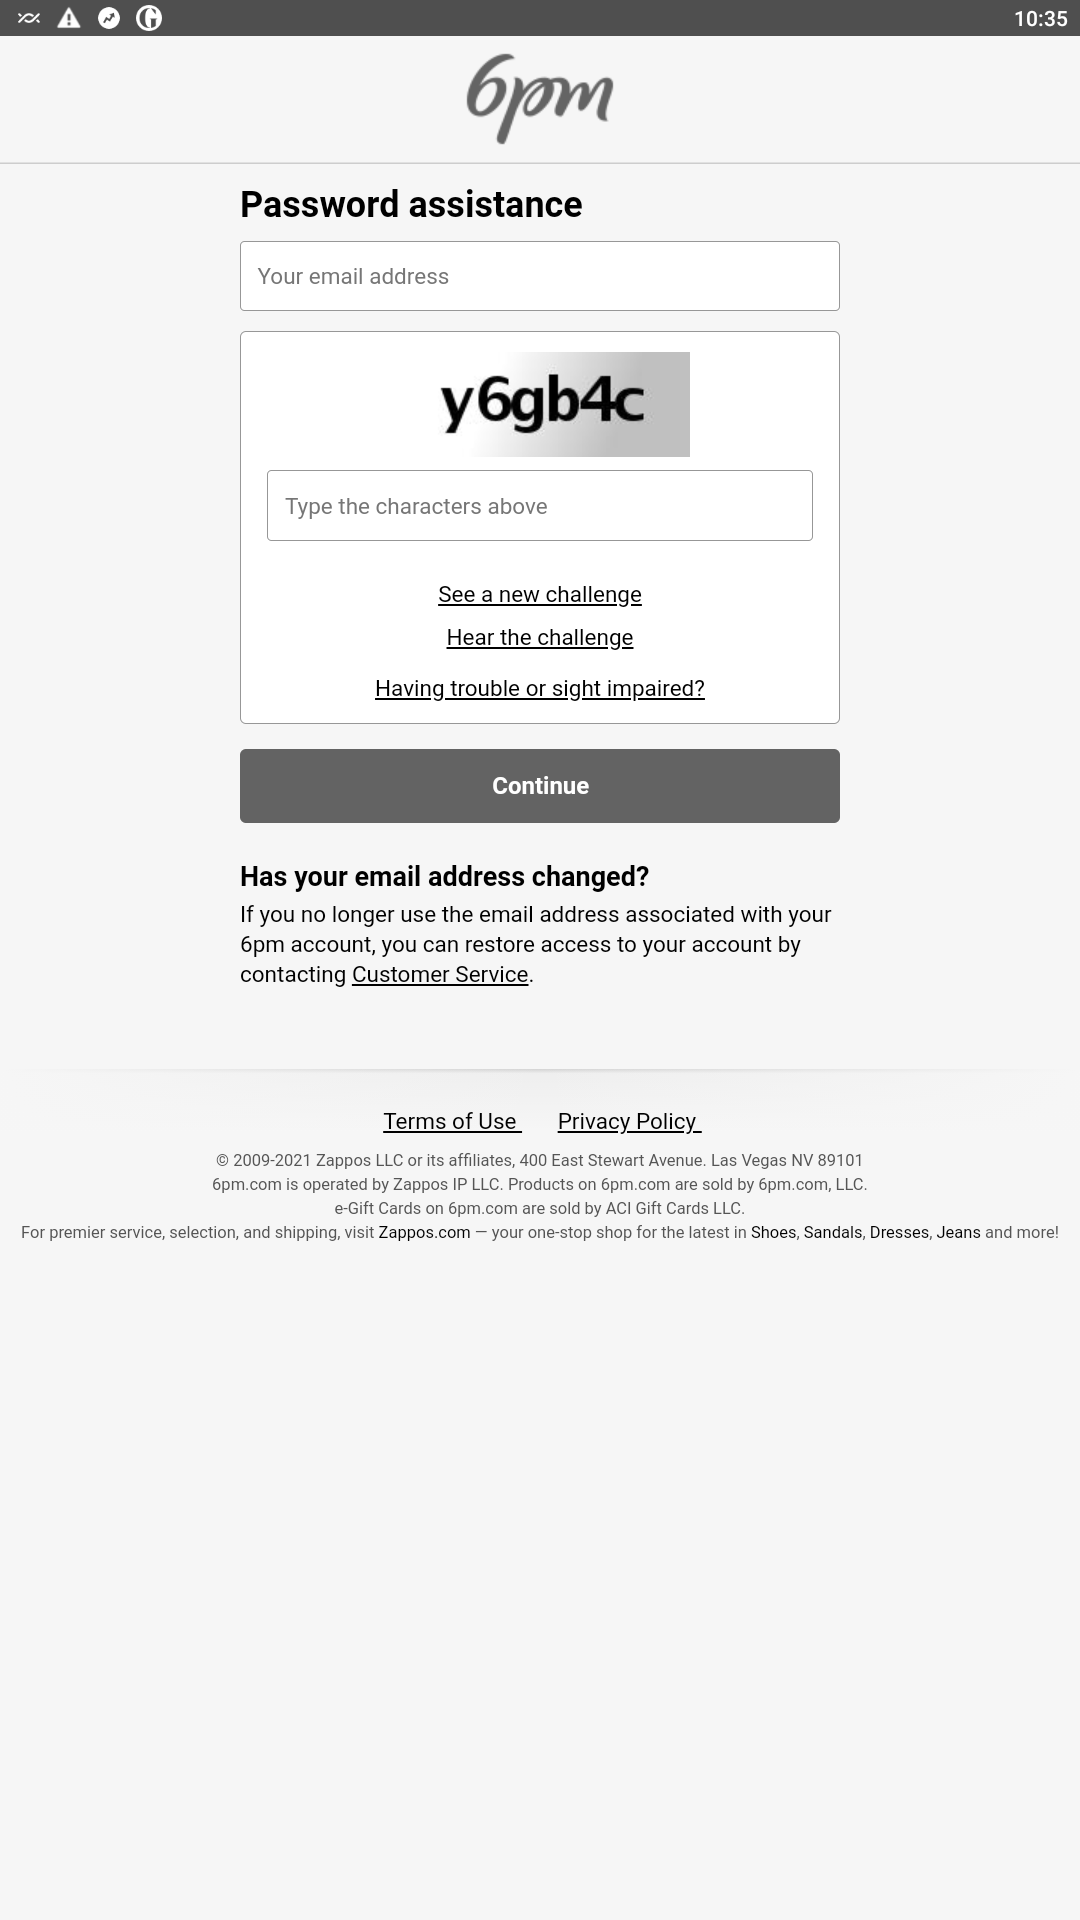 10:35
6pm
Password assistance
Your email address
y6gb4c
Type the characters above
See a new challenge
Hear the challenge
Having trouble or sight impaired?
Continue
Has your email address changed?
If you no longer use the email address associated with your
6pm account, you can restore access to your account by
contacting Customer Service.
Terms of Use Privacy Policy
© 2009-2021 Zappos LLC or its affiliates, 400 East Stewart Avenue. Las Vegas NV 89101
6pm.com is operated by Zappos IP LLC. Products on 6pm.com are sold by 6pm.com, LLC.
e-Gift Cards on 6pm.com are sold by ACI Gift Cards LLC.
For premier service, selection, and shipping, visit Zappos.com — your one-stop shop for the latest in Shoes, Sandals, Dresses, Jeans and more!